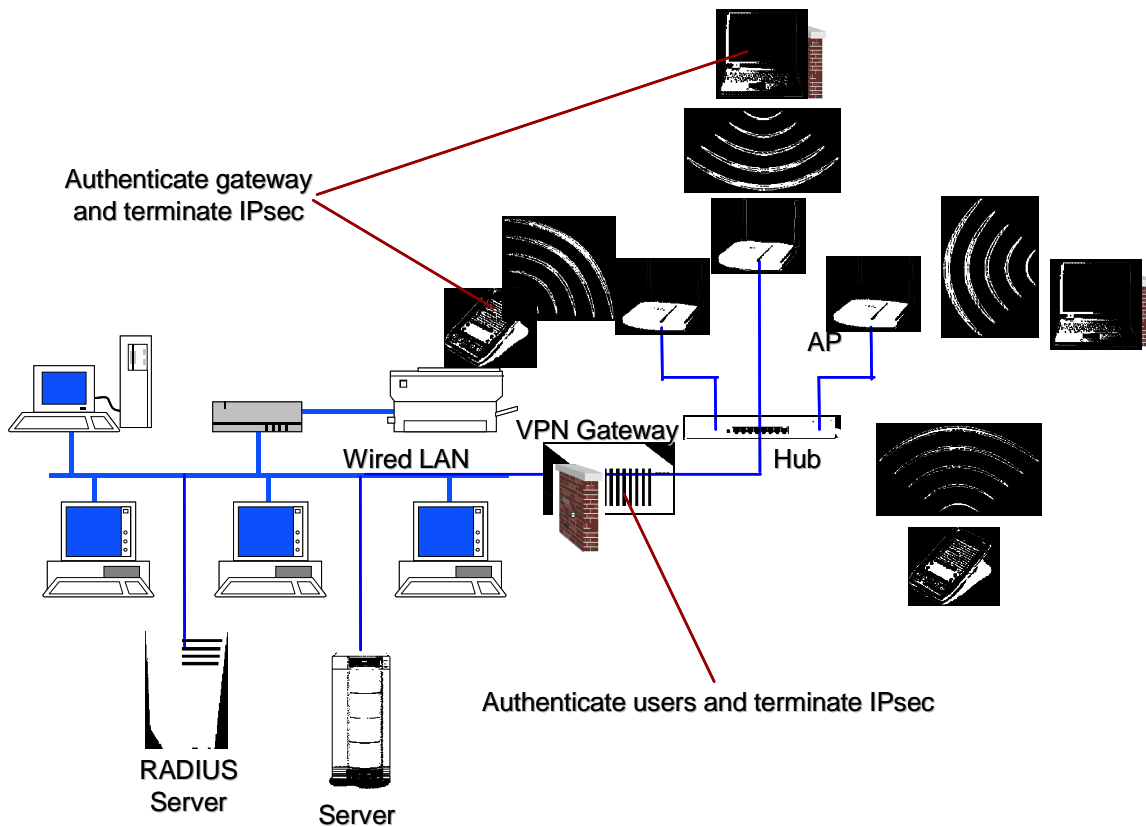 Authenticate gateway
and terminate IPsec
AP
VPN Gateway
Wired LAN
Hub
Authenticate users and terminate IPsec
RADIUS
Server
Server